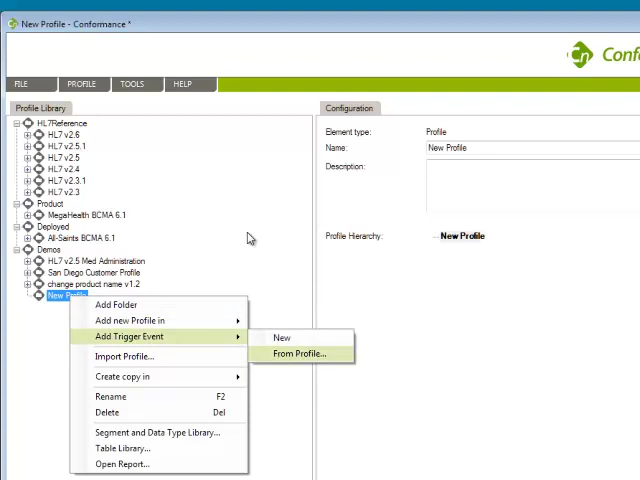 New Profile - Conformance *
Cn Confo
FILE PROFILE TOOLS HELP
Profile Library
HL7Reference
HL7 v2.6
HL7 v2.5.1
HL7 v2.5
HL7 v2.4
HL7 v2.3.1
HL7 v2.3
Product
MegaHealth BCMA 6.1
Deployed
All-Saints BCMA 6.1
Demos
HL7 v2.5 Med Administration
San Diego Customer Profile
change product name v1.2
New Profile
Add Folder
Add new Profile in
Add Trigger Event
Import Profile...
Create copy in
Rename F2
Delete Del
Segment and Data Type Library...
Table Library...
Open Report...
New
From Profile...
Configuration
Element type: Profile
Name: New Profile
Description:
Profile Hierarchy: New Profile